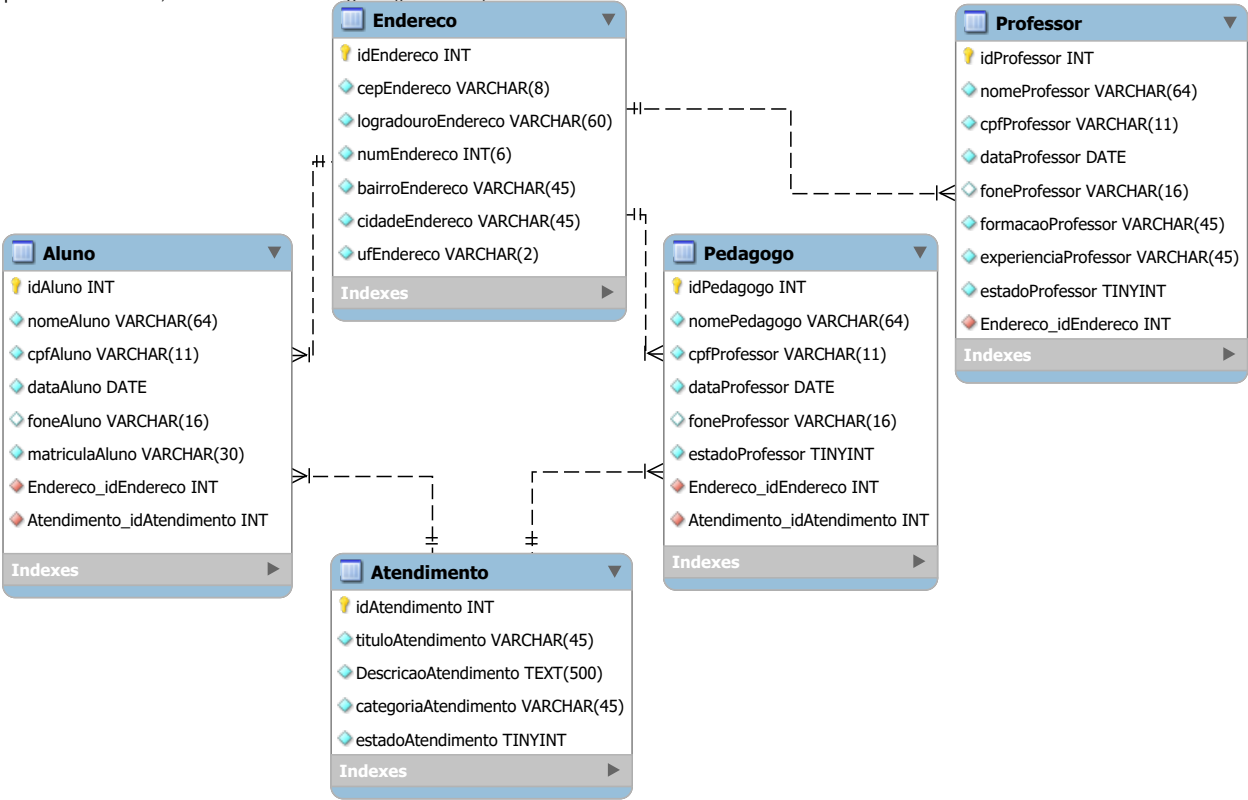 Endereco
idEndereco INT
cepEndereco VARCHAR(8)
logradouroEndereco VARCHAR(60)
numEndereco INT(6)
bairroEndereco VARCHAR(45)
cidadeEndereco VARCHAR(45)
ufEndereco VARCHAR(2)
Indexes
Professor
idProfessor INT
nomeProfessor VARCHAR(64)
cpfProfessor VARCHAR(11)
dataProfessor DATE
foneProfessor VARCHAR(16)
formacaoProfessor VARCHAR(45)
experienciaProfessor VARCHAR(45)
estadoProfessor TINYINT
Endereco_idEndereco INT
Indexes
Aluno
idAluno INT
nomeAluno VARCHAR(64)
cpfAluno VARCHAR(11)
dataAluno DATE
foneAluno VARCHAR(16)
matriculaAluno VARCHAR(30)
Endereco_idEndereco INT
Atendimento_idAtendimento INT
Indexes
Pedagogo
idPedagogo INT
nomePedagogo VARCHAR(64)
cpfProfessor VARCHAR(11)
dataProfessor DATE
foneProfessor VARCHAR(16)
estadoProfessor TINYINT
Endereco_idEndereco INT
Atendimento_idAtendimento INT
Indexes
Atendimento
idAtendimento INT
tituloAtendimento VARCHAR(45)
DescricaoAtendimento TEXT(500)
categoriaAtendimento VARCHAR(45)
estadoAtendimento TINYINT
Indexes